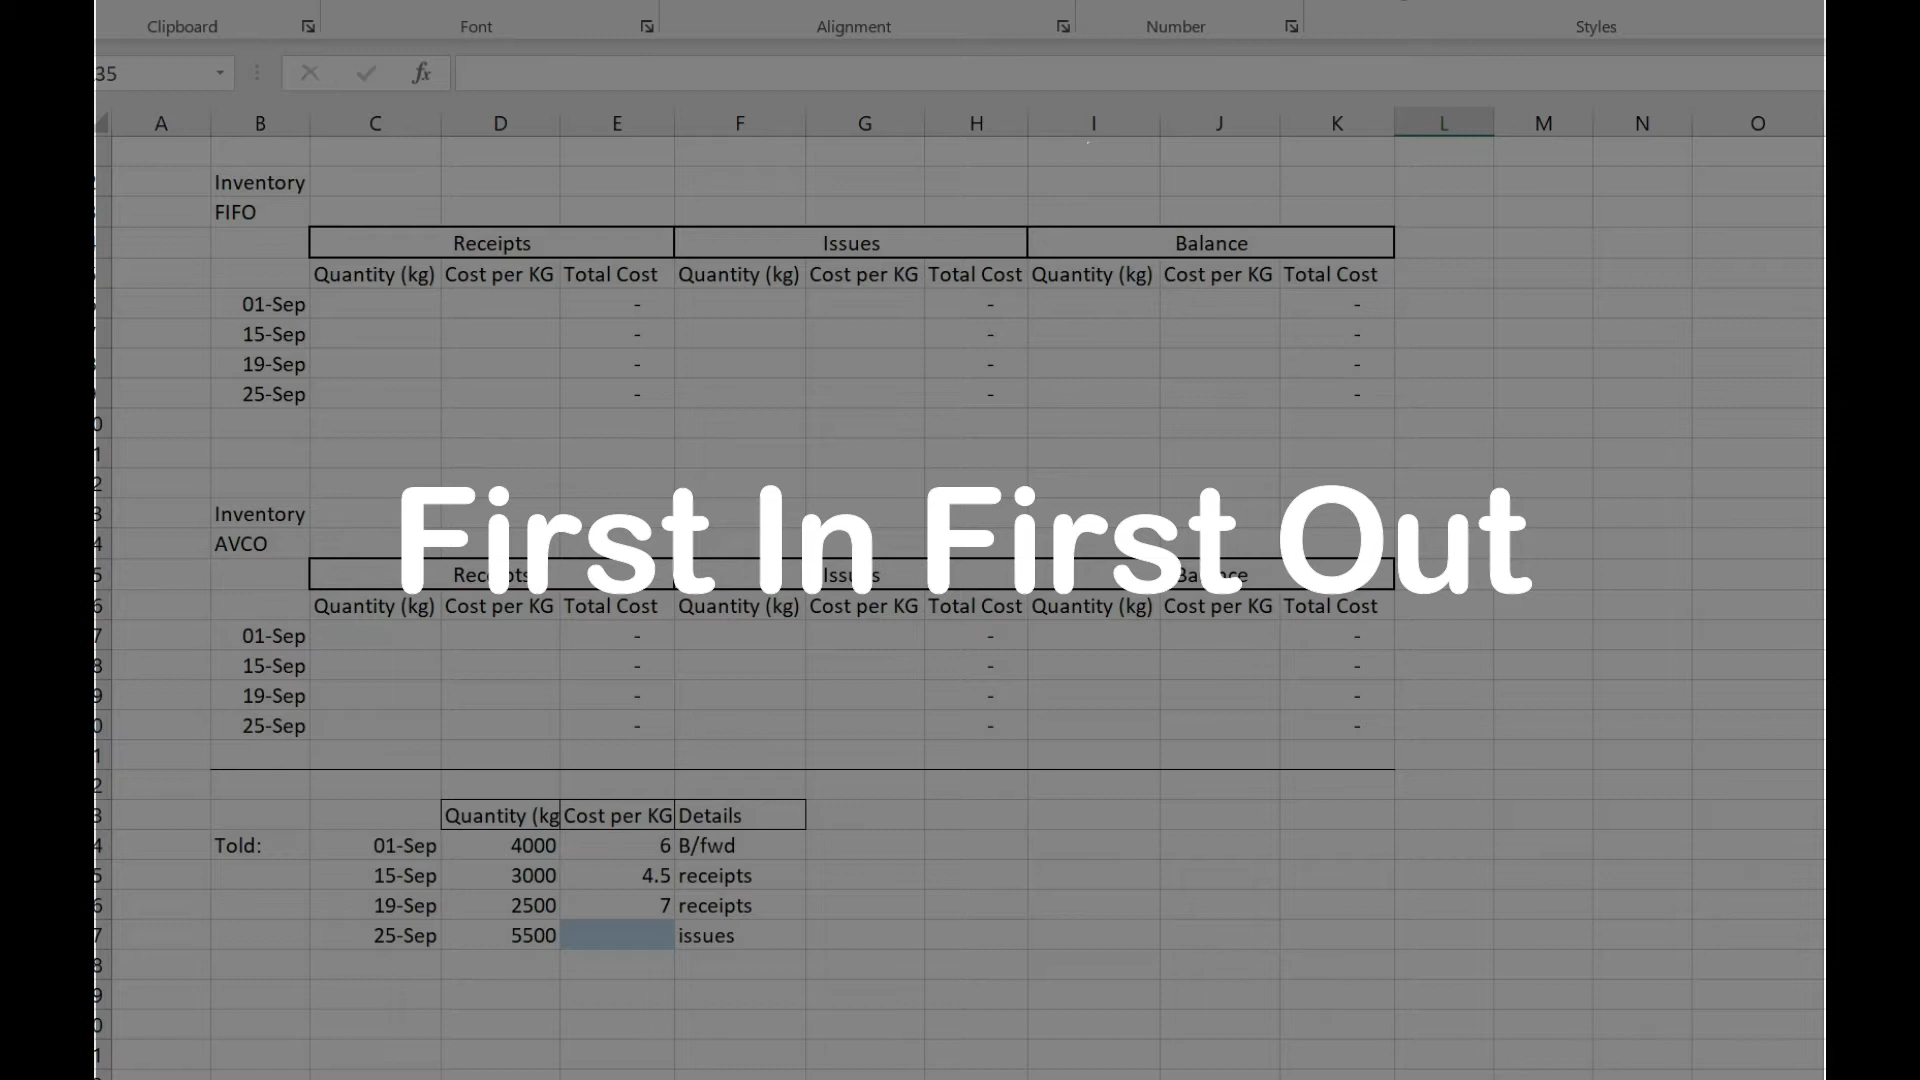 Clipboard Font Alignment Number Styles
35 fx
A B C D E F G H I J K L M N O
Inventory
FIFO
Receipts Issues Balance
Quantity (kg) Cost per KG Total Cost Quantity (kg) Cost per KG Total Cost Quantity (kg) Cost per KG Total Cost
01-Sep - - -
15-Sep - - -
19-Sep - - -
25-Sep - - -
First In First Out
Inventory
AVCO
Receipts Issues Balance
Quantity (kg) Cost per KG Total Cost Quantity (kg) Cost per KG Total Cost Quantity (kg) Cost per KG Total Cost
01-Sep - - -
15-Sep - - -
19-Sep - - -
25-Sep - - -
Quantity (kg Cost per KG Details
Told: 01-Sep 4000 6 B/fwd
15-Sep 3000 4.5 receipts
19-Sep 2500 7 receipts
25-Sep 5500 issues